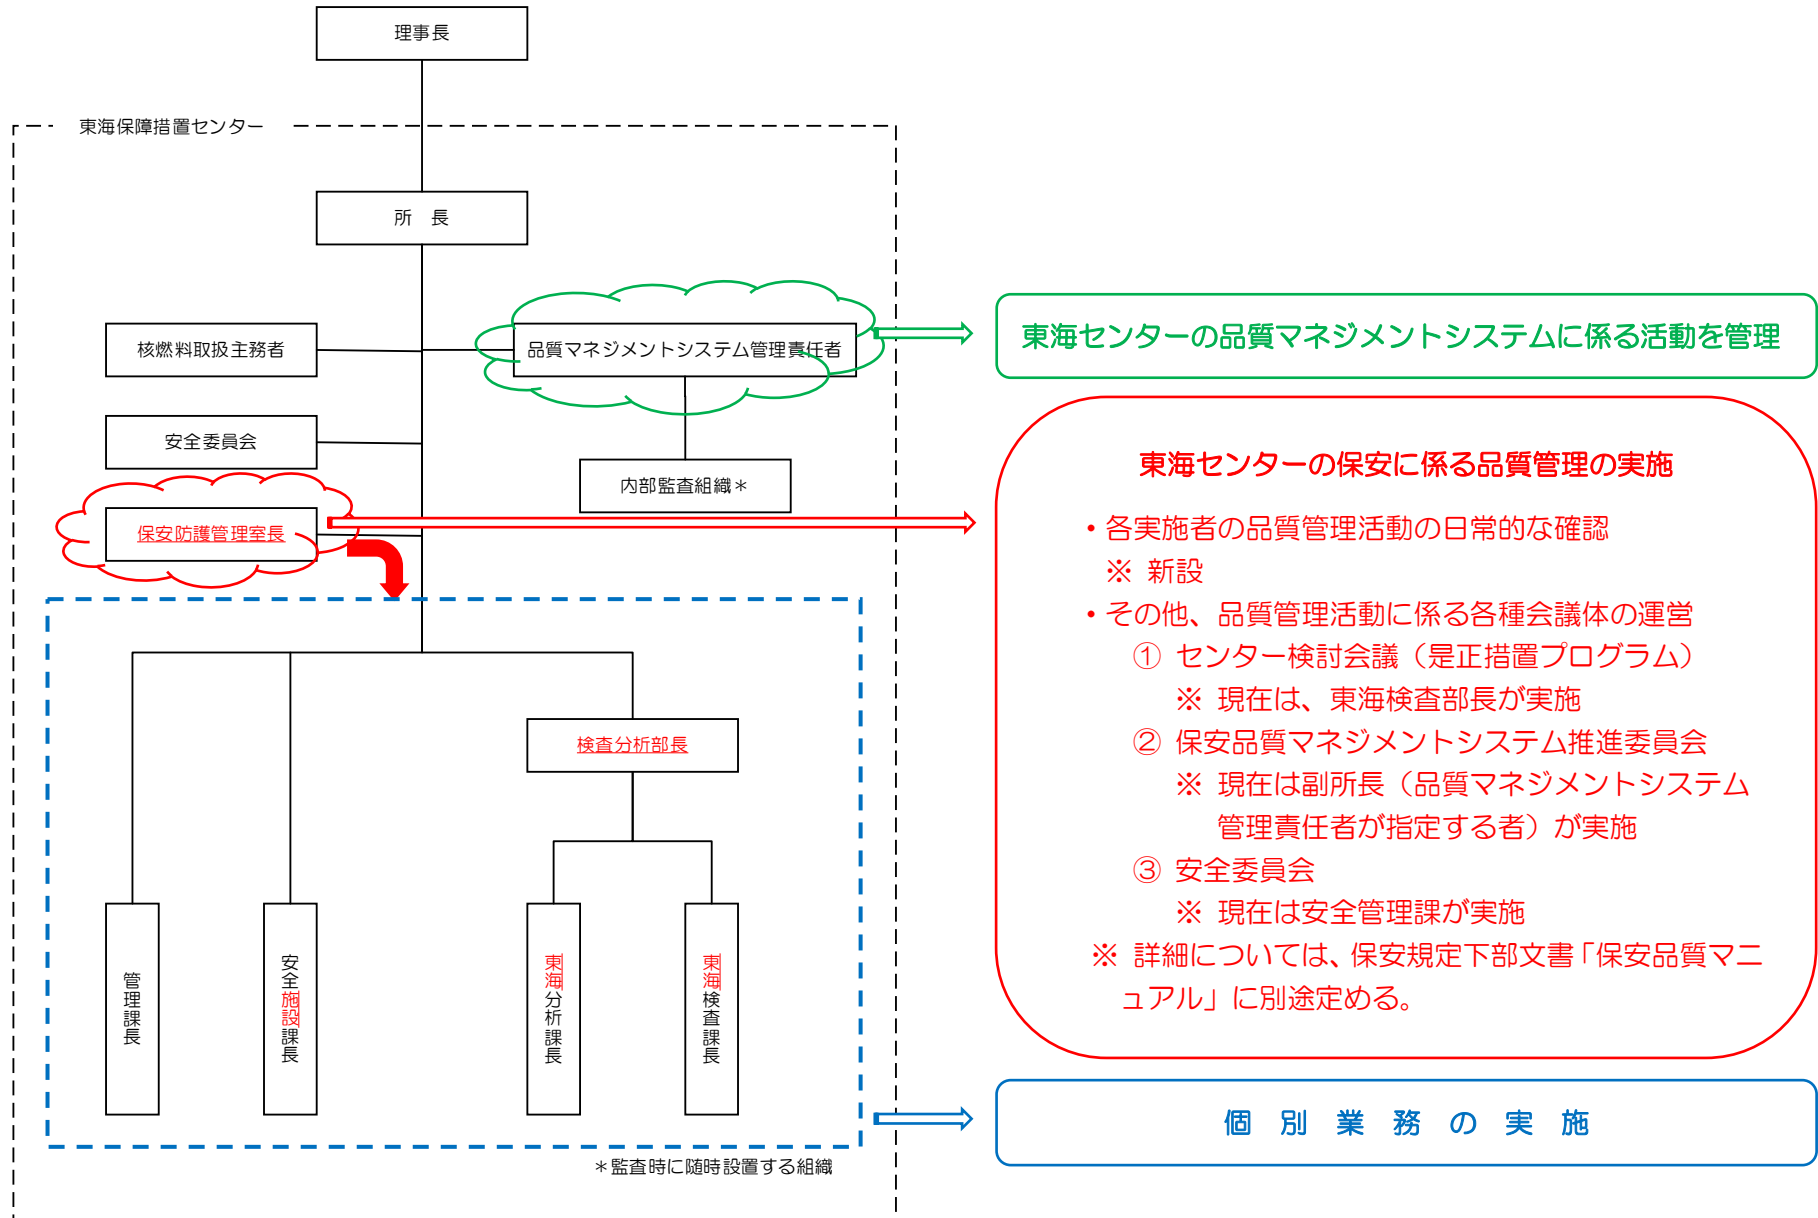 理事長
東海保障措置センター
所　長
核燃料取扱主務者
品質マネジメントシステム管理責任者
安全委員会
内部監査組織＊
保安防護管理室長
検査分析部長
管理課長
安全施設課長
東海分析課長
東海検査課長
＊監査時に随時設置する組織
東海センターの品質マネジメントシステムに係る活動を管理
東海センターの保安に係る品質管理の実施
・各実施者の品質管理活動の日常的な確認
※ 新設
・その他、品質管理活動に係る各種会議体の運営
① センター検討会議（是正措置プログラム）
※ 現在は、東海検査部長が実施
② 保安品質マネジメントシステム推進委員会
※ 現在は副所長（品質マネジメントシステム
管理責任者が指定する者）が実施
③ 安全委員会
※ 現在は安全管理課が実施
※ 詳細については、保安規定下部文書「保安品質マニ
ュアル」に別途定める。
個　別　業　務　の　実　施